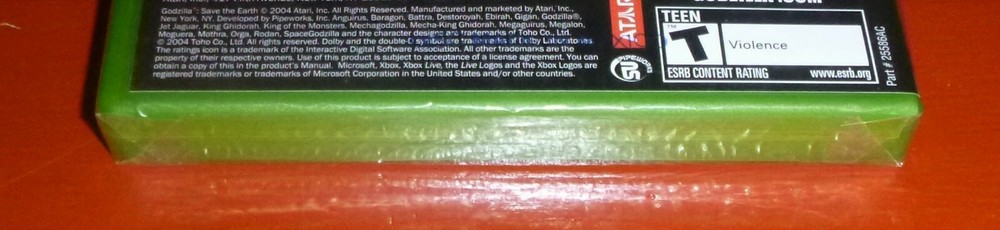 Godzilla: Save the Earth © 2004 Atari, Inc. All Rights Reserved. Manufactured and marketed by Atari, Inc.,
New York, NY. Developed by Pipeworks, Inc. Anguirus, Baragon, Battra, Destoroyah, Ebirah, Gigan, Godzilla®,
Jet Jaguar, King Ghidorah, King of the Monsters, Mechagodzilla, Mecha-King Ghidorah, Megaguirus, Megalon,
Moguera, Mothra, Orga, Rodan, SpaceGodzilla and the character designs are trademarks of Toho Co., Ltd.
© 2004 Toho Co., Ltd. All rights reserved. Dolby and the double-D symbol are trademarks of Dolby Laboratories.
The ratings icon is a trademark of the Interactive Digital Software Association. All other trademarks are the
property of their respective owners. Use of this product is subject to acceptance of a license agreement. You can
obtain a copy of this in the product's Manual. Microsoft, Xbox, Xbox Live, the Live Logos and the Xbox Logos are
registered trademarks or trademarks of Microsoft Corporation in the United States and/or other countries.
ATARI
PIPEWORKS
TEEN
T
Violence
ESRB CONTENT RATING www.esrb.org
Part # 25586AC